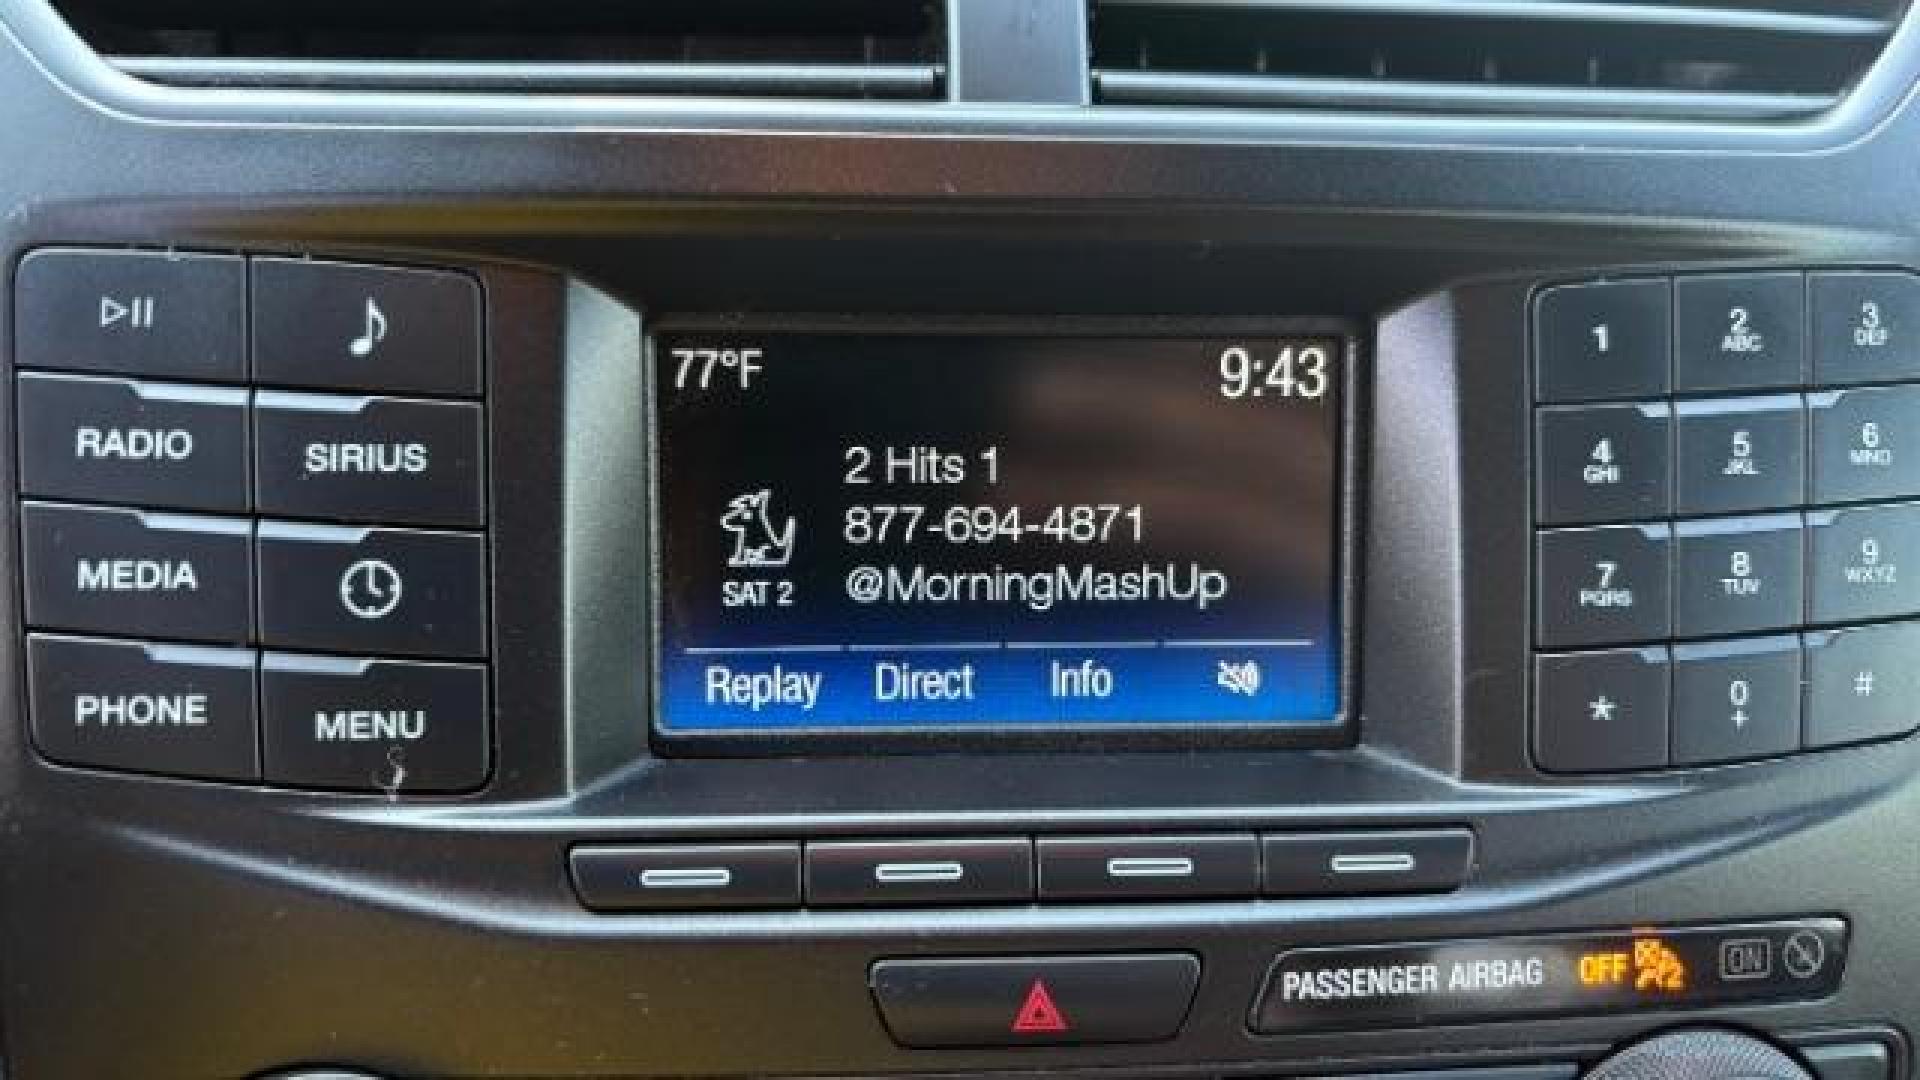 77°F
9:43
2 Hits 1
877-694-4871
@MorningMashUp
SAT 2
Replay Direct Info
RADIO
SIRIUS
MEDIA
PHONE
MENU
1
2 ABC
3 DEF
4 GHI
5 JKL
6 MNO
7 PQRS
8 TUV
9 WXYZ
*
0 +
#
PASSENGER AIRBAG OFF 2 ON